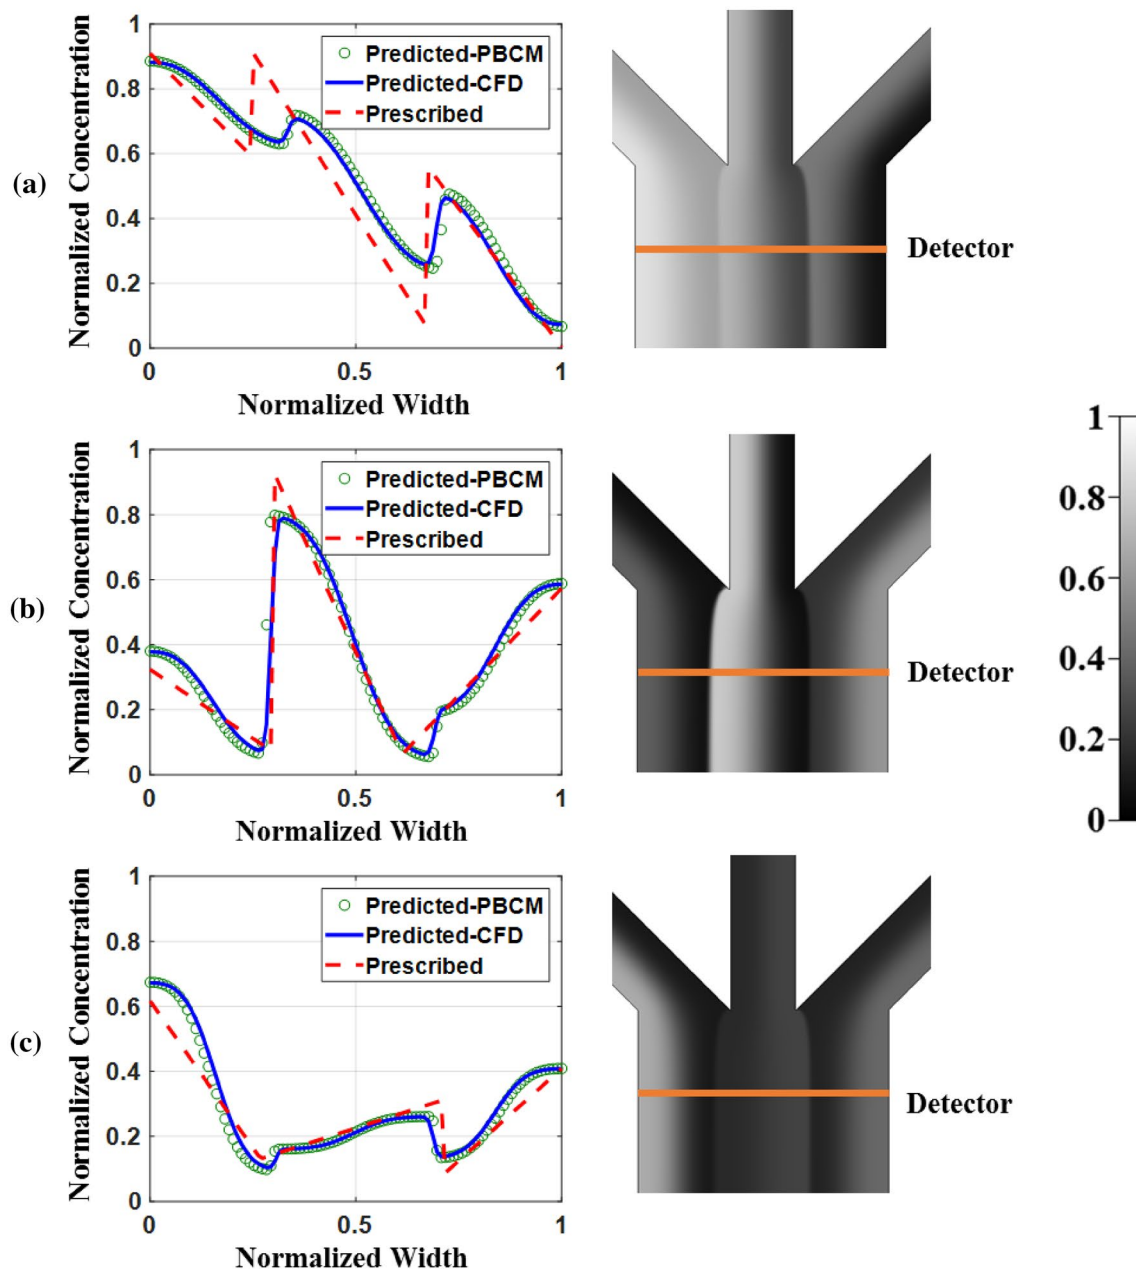 (a)
Normalized Concentration
1
0.8
0.6
0.4
0.2
0
0
0.5
1
Normalized Width
Predicted-PBCM
Predicted-CFD
Prescribed
Detector
(b)
Normalized Concentration
1
0.8
0.6
0.4
0.2
0
0
0.5
1
Normalized Width
Predicted-PBCM
Predicted-CFD
Prescribed
Detector
1
0.8
0.6
0.4
0.2
0
(c)
Normalized Concentration
1
0.8
0.6
0.4
0.2
0
0
0.5
1
Normalized Width
Predicted-PBCM
Predicted-CFD
Prescribed
Detector